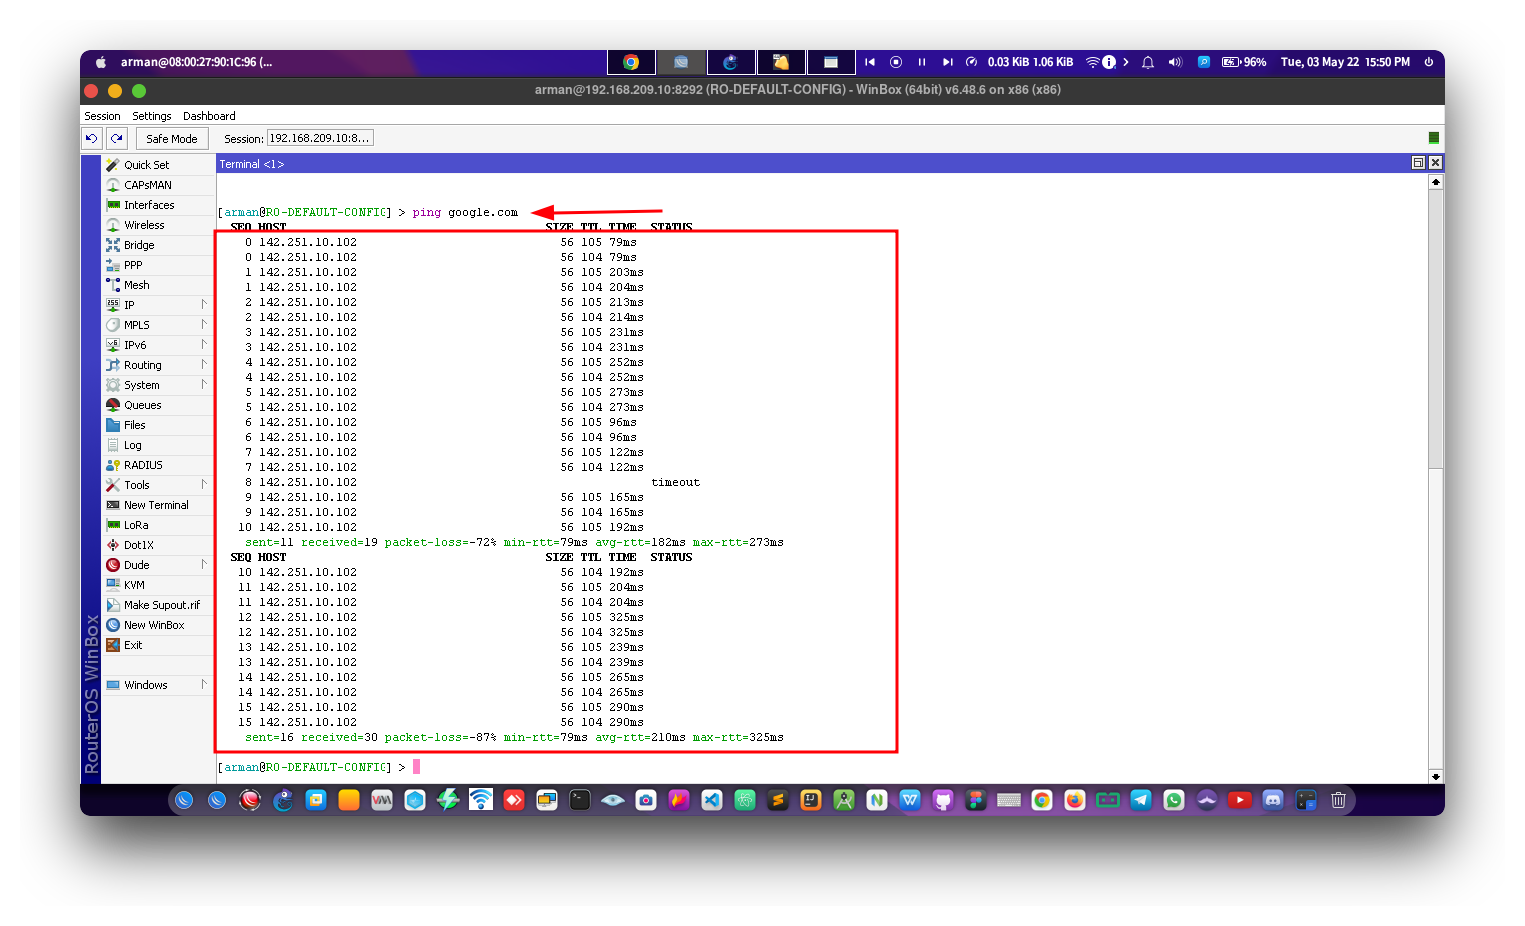 arman@08:00:27:90:1C:96 (...
0.03 KiB 1.06 KiB
96%
Tue, 03 May 22 15:50 PM
arman@192.168.209.10:8292 (RO-DEFAULT-CONFIG) - WinBox (64bit) v6.48.6 on x86 (x86)
Session Settings Dashboard
Safe Mode Session: 192.168.209.10:8...
Terminal <1>
Quick Set
CAPsMAN
Interfaces
Wireless
Bridge
PPP
Mesh
IP
MPLS
IPv6
Routing
System
Queues
Files
Log
RADIUS
Tools
New Terminal
LoRa
Dot1X
Dude
KVM
Make Supout.rif
New WinBox
Exit
Windows
RouterOS WinBox
[arman@RO-DEFAULT-CONFIG] > ping google.com
SEQ HOST SIZE TTL TIME STATUS
0 142.251.10.102 56 105 79ms
0 142.251.10.102 56 104 79ms
1 142.251.10.102 56 105 203ms
1 142.251.10.102 56 104 204ms
2 142.251.10.102 56 105 213ms
2 142.251.10.102 56 104 214ms
3 142.251.10.102 56 105 231ms
3 142.251.10.102 56 104 231ms
4 142.251.10.102 56 105 252ms
4 142.251.10.102 56 104 252ms
5 142.251.10.102 56 105 273ms
5 142.251.10.102 56 104 273ms
6 142.251.10.102 56 105 96ms
6 142.251.10.102 56 104 96ms
7 142.251.10.102 56 105 122ms
7 142.251.10.102 56 104 122ms
8 142.251.10.102 timeout
9 142.251.10.102 56 105 165ms
9 142.251.10.102 56 104 165ms
10 142.251.10.102 56 105 192ms
sent=11 received=19 packet-loss=-72% min-rtt=79ms avg-rtt=182ms max-rtt=273ms
SEQ HOST SIZE TTL TIME STATUS
10 142.251.10.102 56 104 192ms
11 142.251.10.102 56 105 204ms
11 142.251.10.102 56 104 204ms
12 142.251.10.102 56 105 325ms
12 142.251.10.102 56 104 325ms
13 142.251.10.102 56 105 239ms
13 142.251.10.102 56 104 239ms
14 142.251.10.102 56 105 265ms
14 142.251.10.102 56 104 265ms
15 142.251.10.102 56 105 290ms
15 142.251.10.102 56 104 290ms
sent=16 received=30 packet-loss=-87% min-rtt=79ms avg-rtt=210ms max-rtt=325ms
[arman@RO-DEFAULT-CONFIG] >